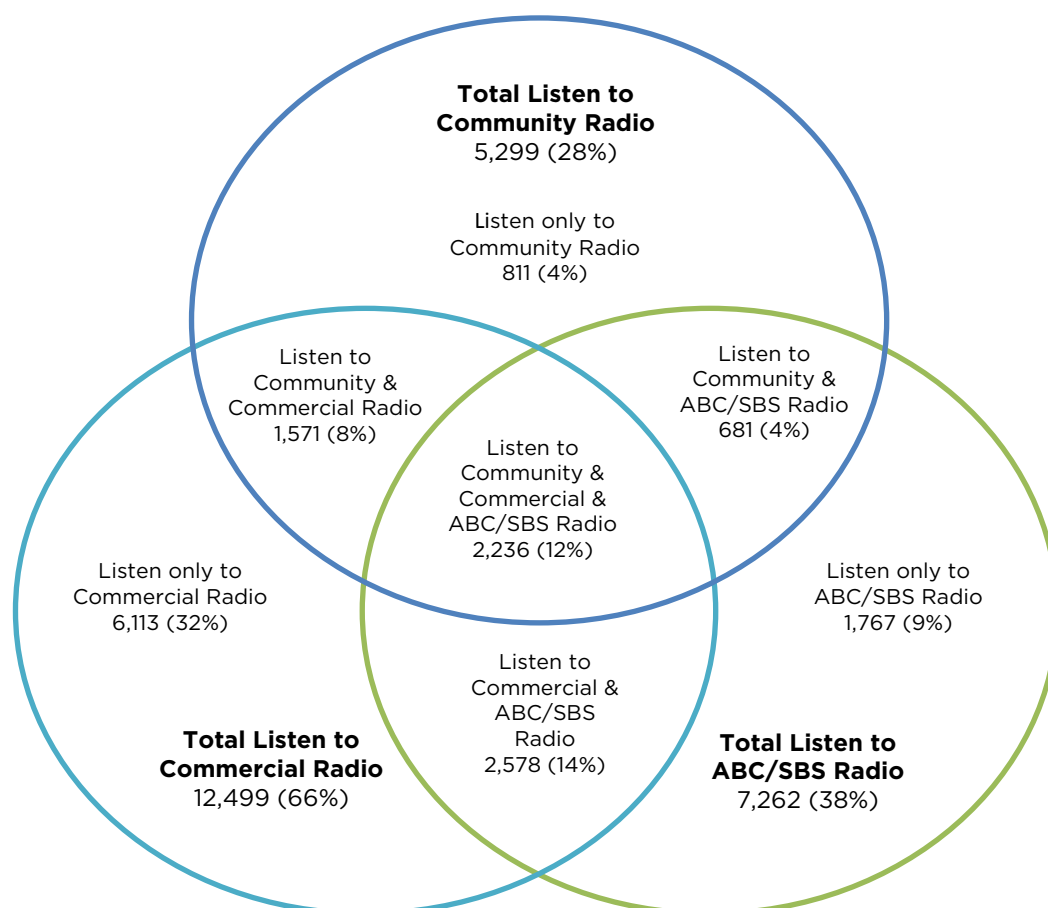 Total Listen to
Community Radio
5,299 (28%)
Listen only to
Community Radio
811 (4%)
Listen to
Community &
Commercial Radio
1,571 (8%)
Listen to
Community &
ABC/SBS Radio
681 (4%)
Listen to
Community &
Commercial &
ABC/SBS Radio
2,236 (12%)
Listen only to
Commercial Radio
6,113 (32%)
Listen only to
ABC/SBS Radio
1,767 (9%)
Listen to
Commercial &
ABC/SBS
Radio
2,578 (14%)
Total Listen to
Commercial Radio
12,499 (66%)
Total Listen to
ABC/SBS Radio
7,262 (38%)